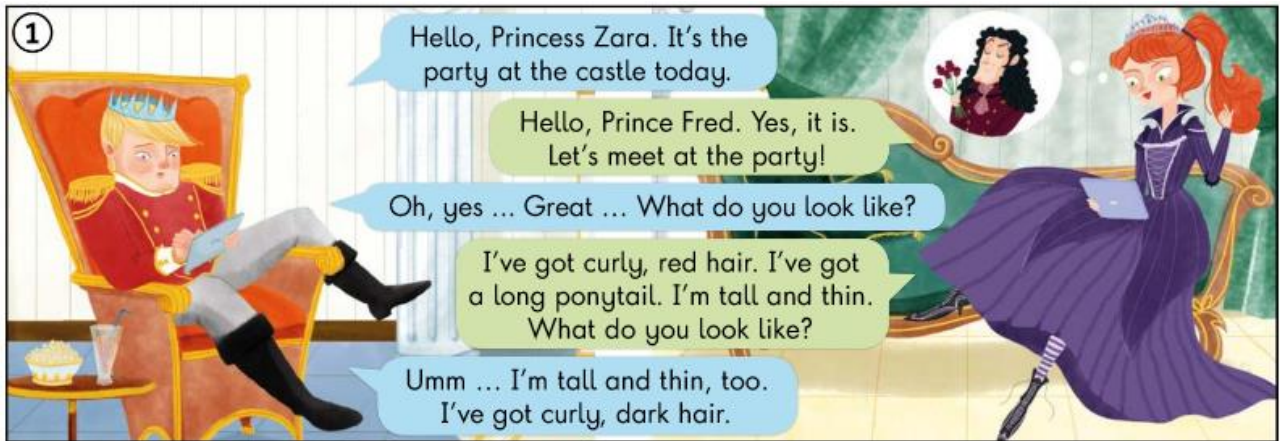 1
Hello, Princess Zara. It's the
party at the castle today.
Hello, Prince Fred. Yes, it is.
Let's meet at the party!
Oh, yes ... Great ... What do you look like?
I've got curly, red hair. I've got
a long ponytail. I'm tall and thin.
What do you look like?
Umm ... I'm tall and thin, too.
I've got curly, dark hair.